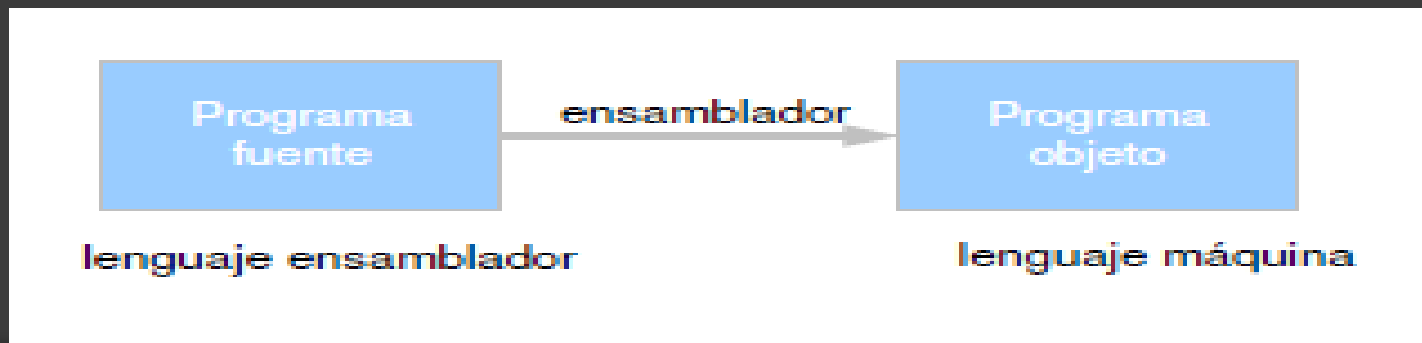 Programa
fuente
ensamblador
Programa
objeto
lenguaje ensamblador
lenguaje máquina